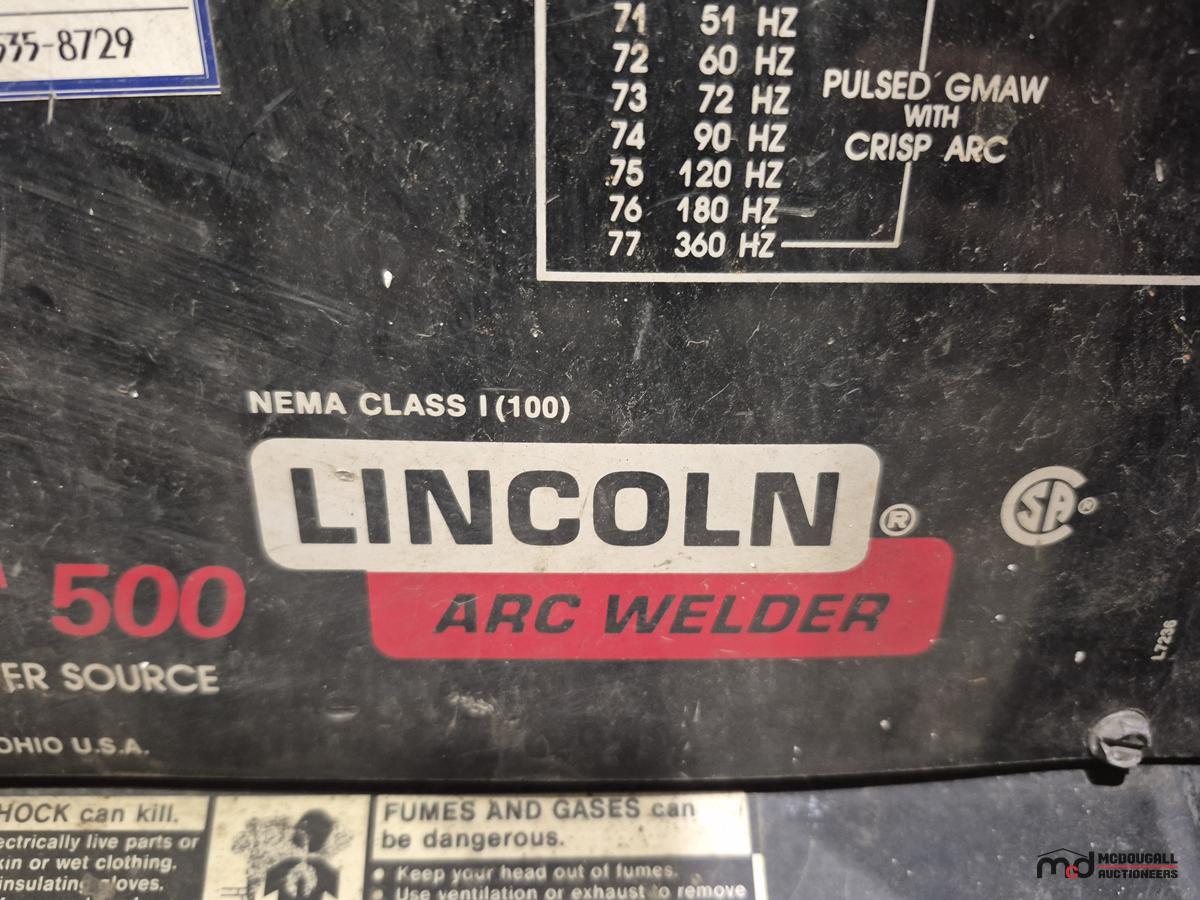 535-8729
71 51 HZ
72 60 HZ
73 72 HZ
74 90 HZ
75 120 HZ
76 180 HZ
77 360 HZ
PULSED GMAW
WITH
CRISP ARC
NEMA CLASS I (100)
LINCOLN ®
ARC WELDER
CSA ®
500
ER SOURCE
OHIO U.S.A.
L7236
HOCK can kill.
ectrically live parts or
kin or wet clothing.
insulating gloves.
FUMES AND GASES can
be dangerous.
● Keep your head out of fumes.
● Use ventilation or exhaust to remove
mcd MCDOUGALL
AUCTIONEERS